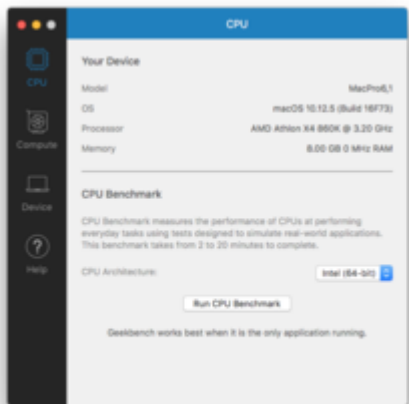 CPU
CPU
Compute
Device
Help
Your Device
Model MacPro6,1
OS macOS 10.12.5 (Build 16F73)
Processor AMD Athlon X4 860K @ 3.20 GHz
Memory 8.00 GB 0 MHz RAM
CPU Benchmark
CPU Benchmark measures the performance of CPUs at performing
everyday tasks using tests designed to simulate real-world applications.
This benchmark takes from 2 to 20 minutes to complete.
CPU Architecture: Intel (64-bit)
Run CPU Benchmark
Geekbench works best when it is the only application running.